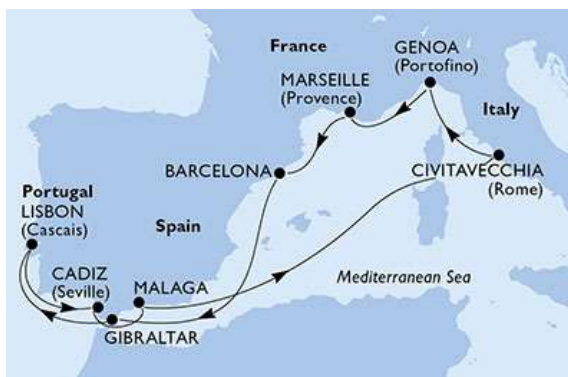 France
GENOA
(Portofino)
MARSEILLE
(Provence)
Italy
BARCELONA
CIVITAVECCHIA
(Rome)
Portugal
LISBON
(Cascais)
Spain
CADIZ
(Seville)
MALAGA
Mediterranean Sea
GIBRALTAR